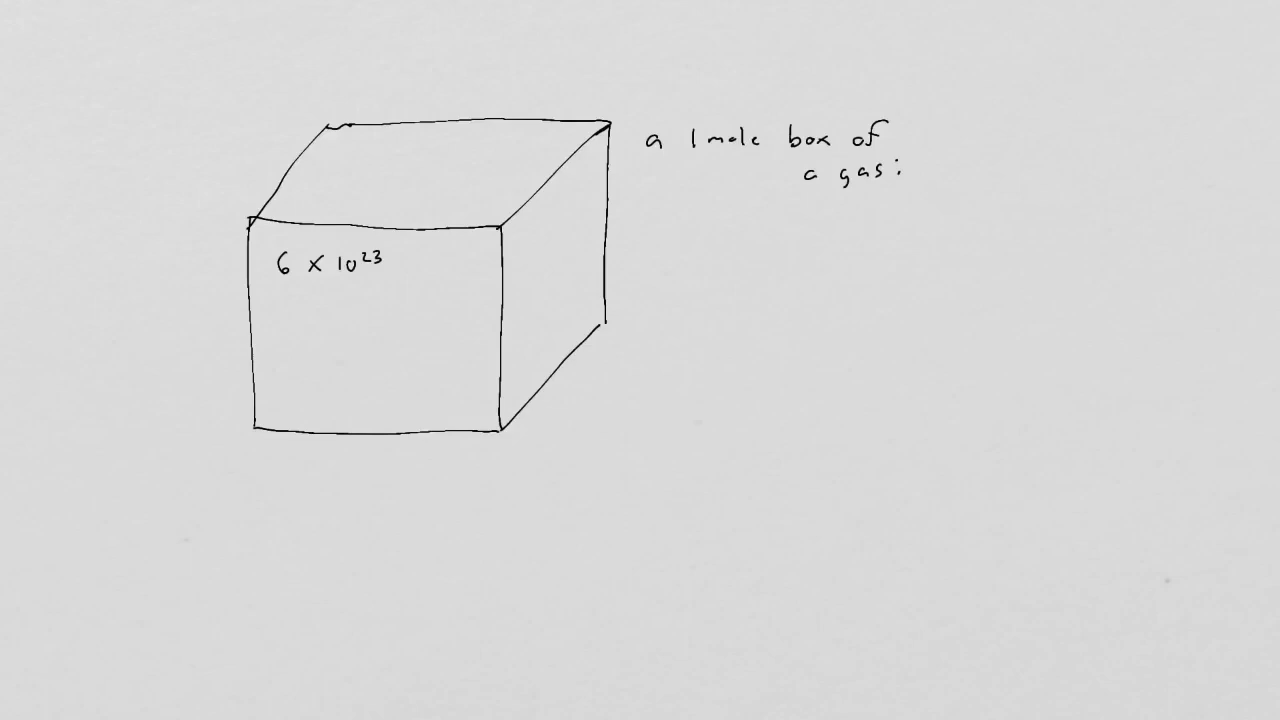 a 1 mole box of
a gas:
6 × 10²³